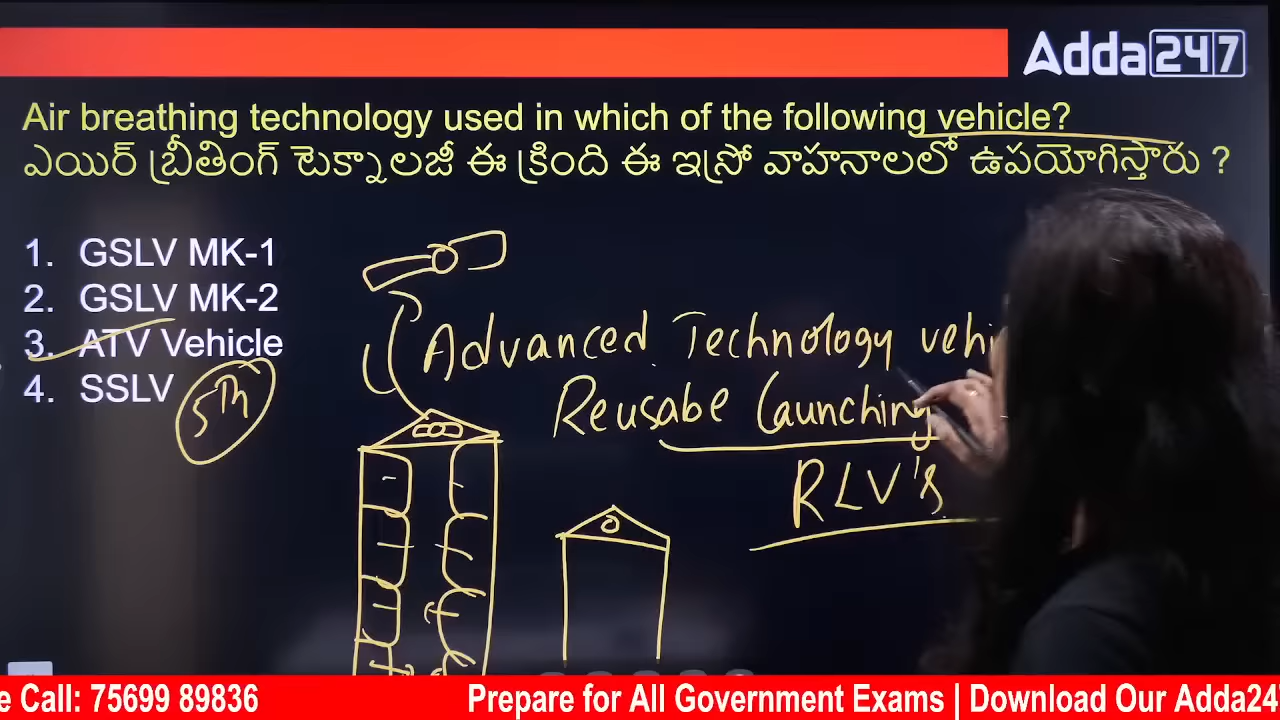 Adda247
Air breathing technology used in which of the following vehicle?
ఎయిర్ బ్రీతింగ్ టెక్నాలజీ ఈ క్రింది ఈ ఇస్రో వాహనాలలో ఉపయోగిస్తారు ?
1. GSLV MK-1
2. GSLV MK-2
3. ATV Vehicle
4. SSLV
5th
Advanced Technology vehi
Reusabe Launching
RLV's
e Call: 75699 89836
Prepare for All Government Exams | Download Our Adda24